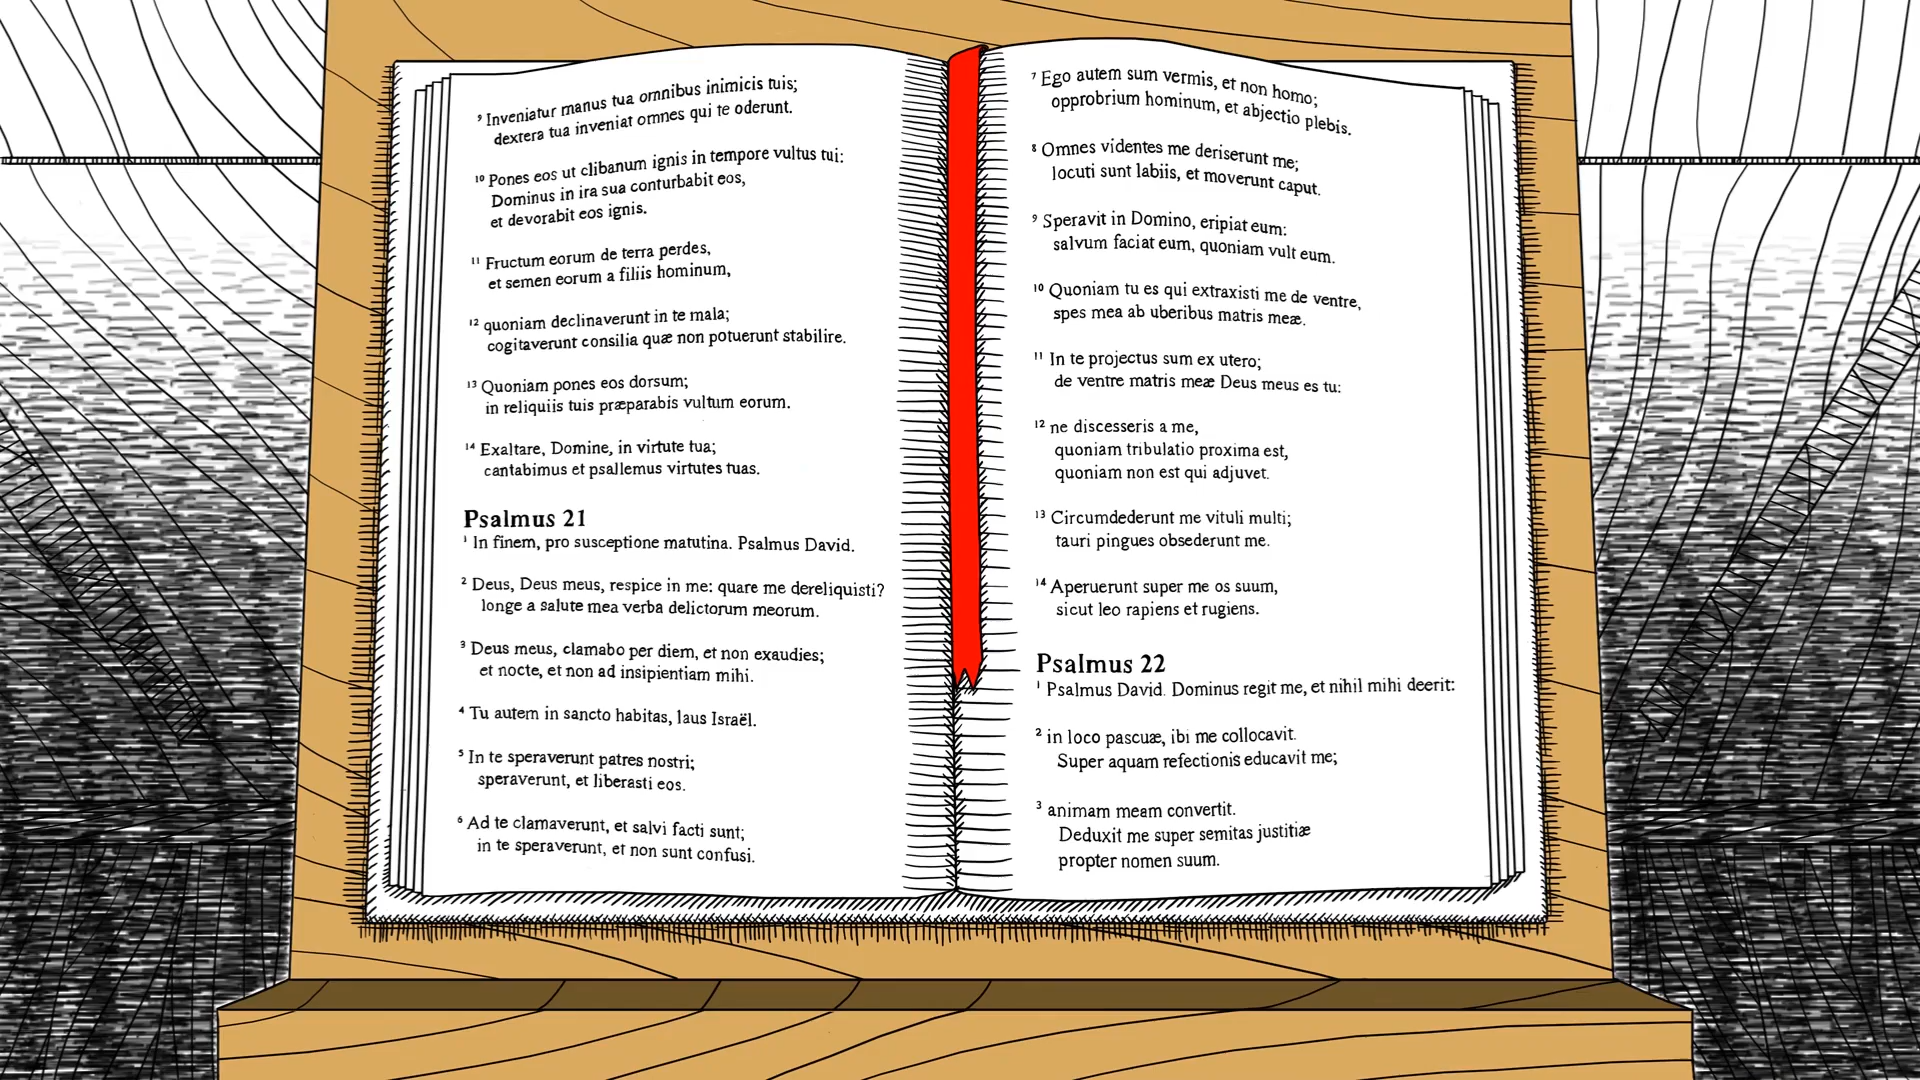 ⁹ Inveniatur manus tua omnibus inimicis tuis;
dextera tua inveniat omnes qui te oderunt.
¹⁰ Pones eos ut clibanum ignis in tempore vultus tui:
Dominus in ira sua conturbabit eos,
et devorabit eos ignis.
¹¹ Fructum eorum de terra perdes,
et semen eorum a filiis hominum,
¹² quoniam declinaverunt in te mala;
cogitaverunt consilia quæ non potuerunt stabilire.
¹³ Quoniam pones eos dorsum;
in reliquiis tuis præparabis vultum eorum.
¹⁴ Exaltare, Domine, in virtute tua;
cantabimus et psallemus virtutes tuas.
Psalmus 21
¹ In finem, pro susceptione matutina. Psalmus David.
² Deus, Deus meus, respice in me: quare me dereliquisti?
longe a salute mea verba delictorum meorum.
³ Deus meus, clamabo per diem, et non exaudies;
et nocte, et non ad insipientiam mihi.
⁴ Tu autem in sancto habitas, laus Israël.
⁵ In te speraverunt patres nostri;
speraverunt, et liberasti eos.
⁶ Ad te clamaverunt, et salvi facti sunt;
in te speraverunt, et non sunt confusi.
⁷ Ego autem sum vermis, et non homo;
opprobrium hominum, et abjectio plebis.
⁸ Omnes videntes me deriserunt me;
locuti sunt labiis, et moverunt caput.
⁹ Speravit in Domino, eripiat eum:
salvum faciat eum, quoniam vult eum.
¹⁰ Quoniam tu es qui extraxisti me de ventre,
spes mea ab uberibus matris meæ.
¹¹ In te projectus sum ex utero;
de ventre matris meæ Deus meus es tu:
¹² ne discesseris a me,
quoniam tribulatio proxima est,
quoniam non est qui adjuvet.
¹³ Circumdederunt me vituli multi;
tauri pingues obsederunt me.
¹⁴ Aperuerunt super me os suum,
sicut leo rapiens et rugiens.
Psalmus 22
¹ Psalmus David. Dominus regit me, et nihil mihi deerit:
² in loco pascuæ, ibi me collocavit.
Super aquam refectionis educavit me;
³ animam meam convertit.
Deduxit me super semitas justitiæ
propter nomen suum.